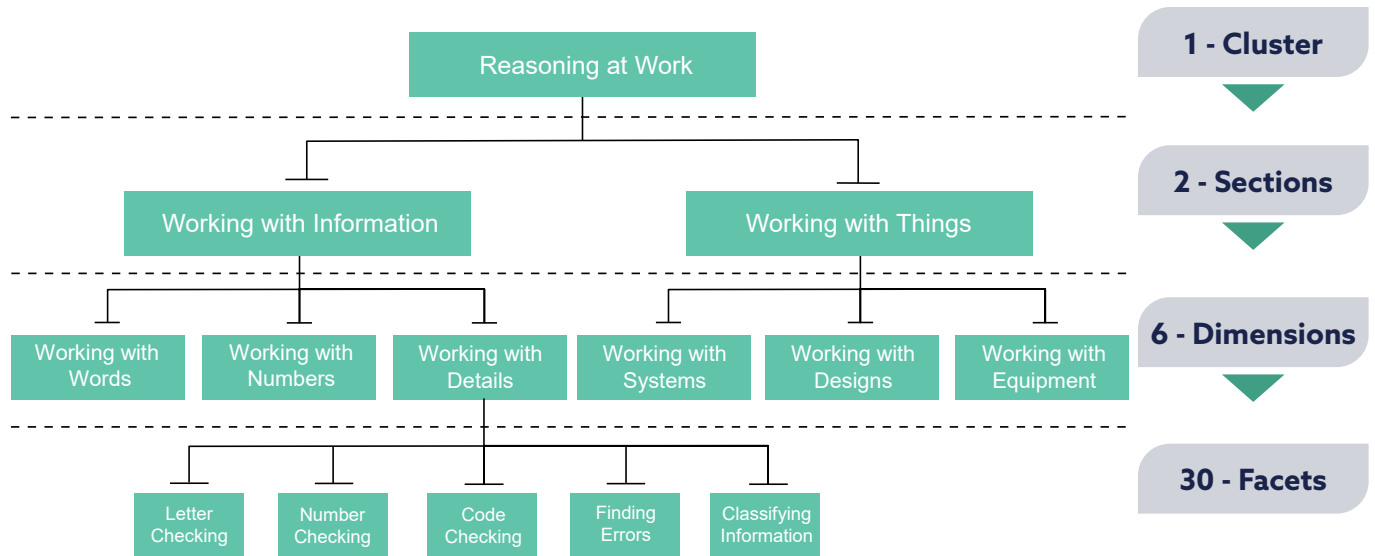 Reasoning at Work
1 - Cluster
Working with Information
Working with Things
2 - Sections
Working with
Words
Working with
Numbers
Working with
Details
Working with
Systems
Working with
Designs
Working with
Equipment
6 - Dimensions
Letter
Checking
Number
Checking
Code
Checking
Finding
Errors
Classifying
Information
30 - Facets